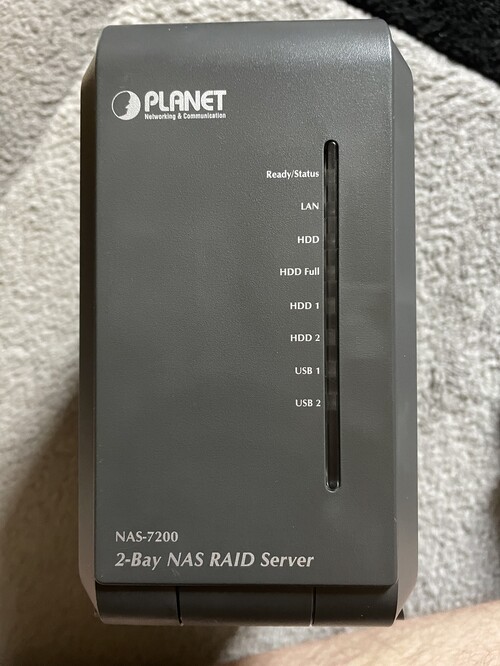 PLANET
Networking & Communication
Ready/Status
LAN
HDD
HDD Full
HDD 1
HDD 2
USB 1
USB 2
NAS-7200
2-Bay NAS RAID Server